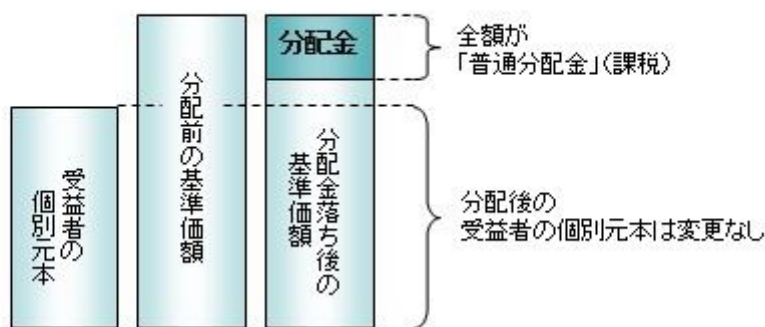 受益者の
個別元本
分配前の基準価額
分配金
分配金落ち後の
基準価額
全額が
「普通分配金」(課税)
分配後の
受益者の個別元本は変更なし